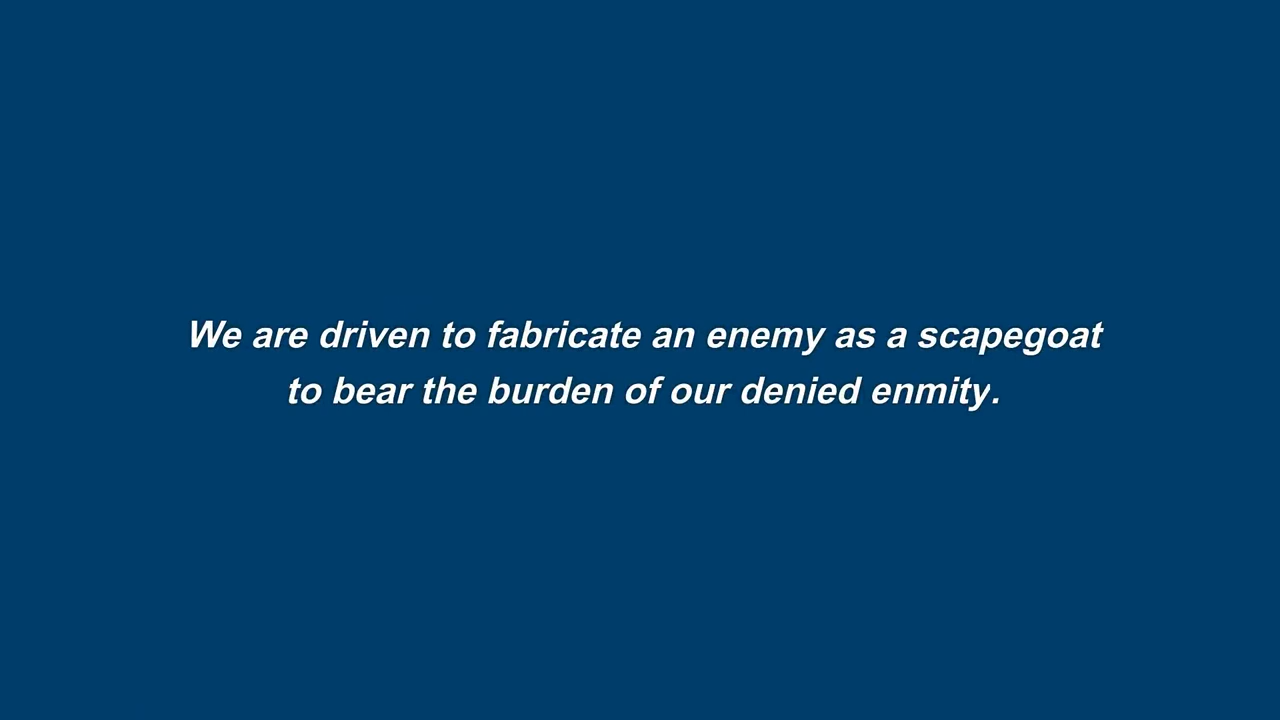 We are driven to fabricate an enemy as a scapegoat
to bear the burden of our denied enmity.